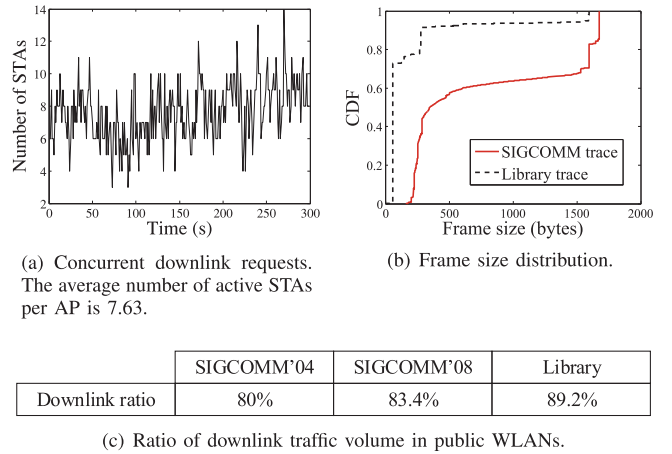 14
12
10
8
6
4
2
Number of STAs
0
50
100
150
200
250
300
Time (s)
(a) Concurrent downlink requests.
The average number of active STAs
per AP is 7.63.
1
0.8
0.6
0.4
0.2
0
CDF
SIGCOMM trace
Library trace
0
500
1000
1500
2000
Frame size (bytes)
(b) Frame size distribution.
SIGCOMM'04 SIGCOMM'08 Library
Downlink ratio 80% 83.4% 89.2%
(c) Ratio of downlink traffic volume in public WLANs.